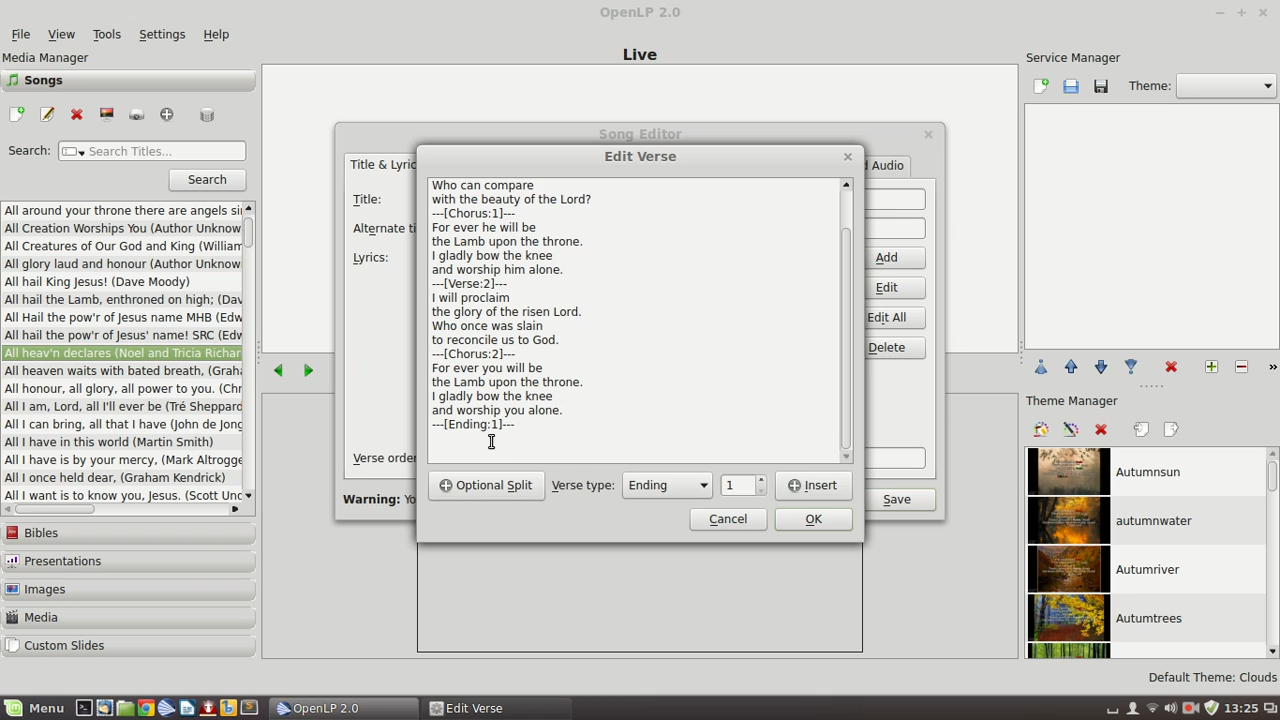 OpenLP 2.0
File View Tools Settings Help
Media Manager
Songs
Search: Search Titles...
Search
All around your throne there are angels si
All Creation Worships You (Author Unknow
All Creatures of Our God and King (William
All glory laud and honour (Author Unknow
All hail King Jesus! (Dave Moody)
All hail the Lamb, enthroned on high; (Dav
All Hail the Pow'r of Jesus name MHB (Edw
All hail the pow'r of Jesus' name! SRC (Edw
All heav'n declares (Noel and Tricia Richar
All heaven waits with bated breath, (Graha
All honour, all glory, all power to you. (Chr
All I am, Lord, all I'll ever be (Tré Sheppard
All I can bring, all that I have (John de Jong
All I have in this world (Martin Smith)
All I have is by your mercy, (Mark Altrogge
All I once held dear, (Graham Kendrick)
All I want is to know you, Jesus. (Scott Und
Bibles
Presentations
Images
Media
Custom Slides
Live
Song Editor
Title & Lyric
d Audio
Title:
Alternate ti
Lyrics:
Add
Edit
Edit All
Delete
Verse order
Warning: Yo
Save
Edit Verse
Who can compare
with the beauty of the Lord?
---[Chorus:1]---
For ever he will be
the Lamb upon the throne.
I gladly bow the knee
and worship him alone.
---[Verse:2]---
I will proclaim
the glory of the risen Lord.
Who once was slain
to reconcile us to God.
---[Chorus:2]---
For ever you will be
the Lamb upon the throne.
I gladly bow the knee
and worship you alone.
---[Ending:1]---
Optional Split Verse type: Ending 1 Insert
Cancel OK
Service Manager
Theme:
»
Theme Manager
Autumnsun
autumnwater
Autumriver
Autumtrees
Default Theme: Clouds
Menu OpenLP 2.0 Edit Verse 13:25